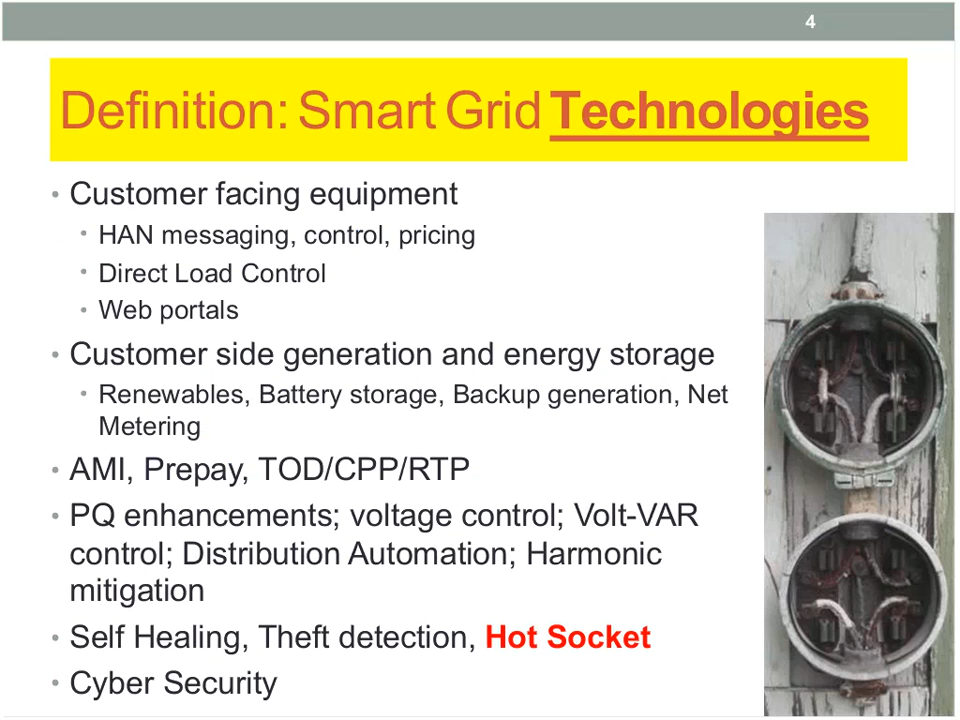 4
Definition: Smart Grid Technologies
• Customer facing equipment
• HAN messaging, control, pricing
• Direct Load Control
• Web portals
• Customer side generation and energy storage
• Renewables, Battery storage, Backup generation, Net
Metering
• AMI, Prepay, TOD/CPP/RTP
• PQ enhancements; voltage control; Volt-VAR
control; Distribution Automation; Harmonic
mitigation
• Self Healing, Theft detection, Hot Socket
• Cyber Security